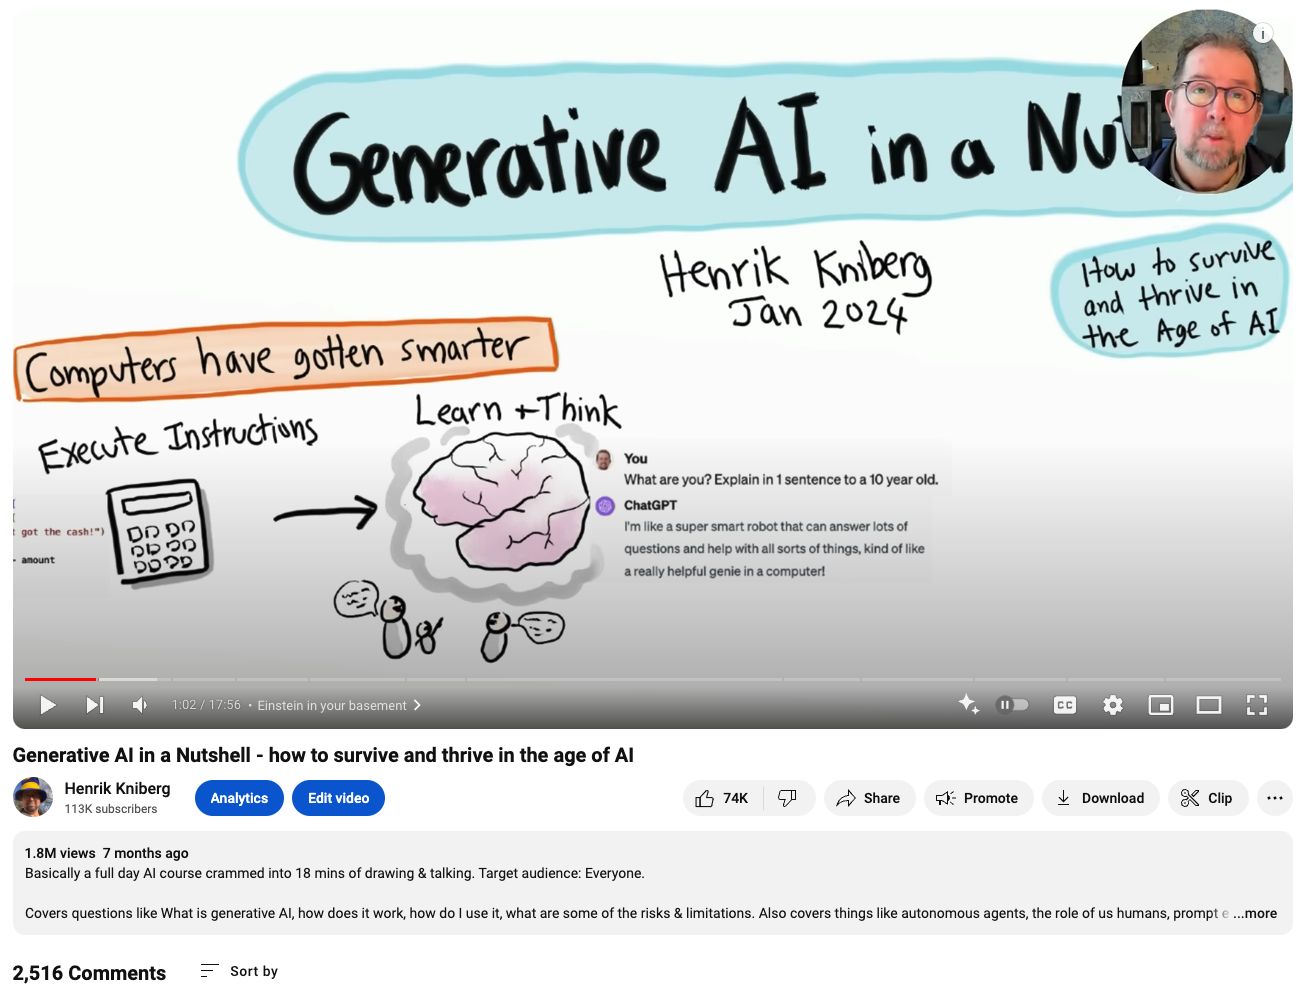 Generative AI in a Nu
Henrik Kniberg
Jan 2024
How to survive
and thrive in
the Age of AI
Computers have gotten smarter
Execute Instructions
Learn + Think
got the cash!")
amount
You
What are you? Explain in 1 sentence to a 10 year old.
ChatGPT
I'm like a super smart robot that can answer lots of
questions and help with all sorts of things, kind of like
a really helpful genie in a computer!
1:02 / 17:56 • Einstein in your basement
CC
Generative AI in a Nutshell - how to survive and thrive in the age of AI
Henrik Kniberg
113K subscribers
Analytics
Edit video
74K
Share
Promote
Download
Clip
1.8M views 7 months ago
Basically a full day AI course crammed into 18 mins of drawing & talking. Target audience: Everyone.
Covers questions like What is generative AI, how does it work, how do I use it, what are some of the risks & limitations. Also covers things like autonomous agents, the role of us humans, prompt e ...more
2,516 Comments
Sort by